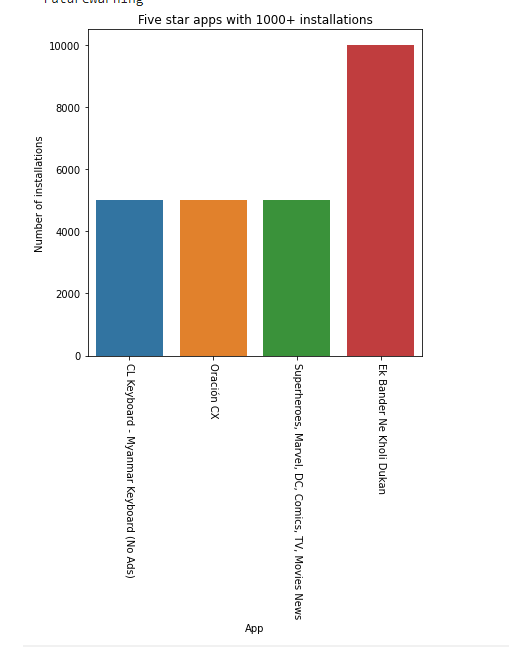 FutureWarning
Five star apps with 1000+ installations
Number of installations
10000
8000
6000
4000
2000
0
CL Keyboard - Myanmar Keyboard (No Ads)
Oración CX
Superheroes, Marvel, DC, Comics, TV, Movies News
Ek Bander Ne Kholi Dukan
App